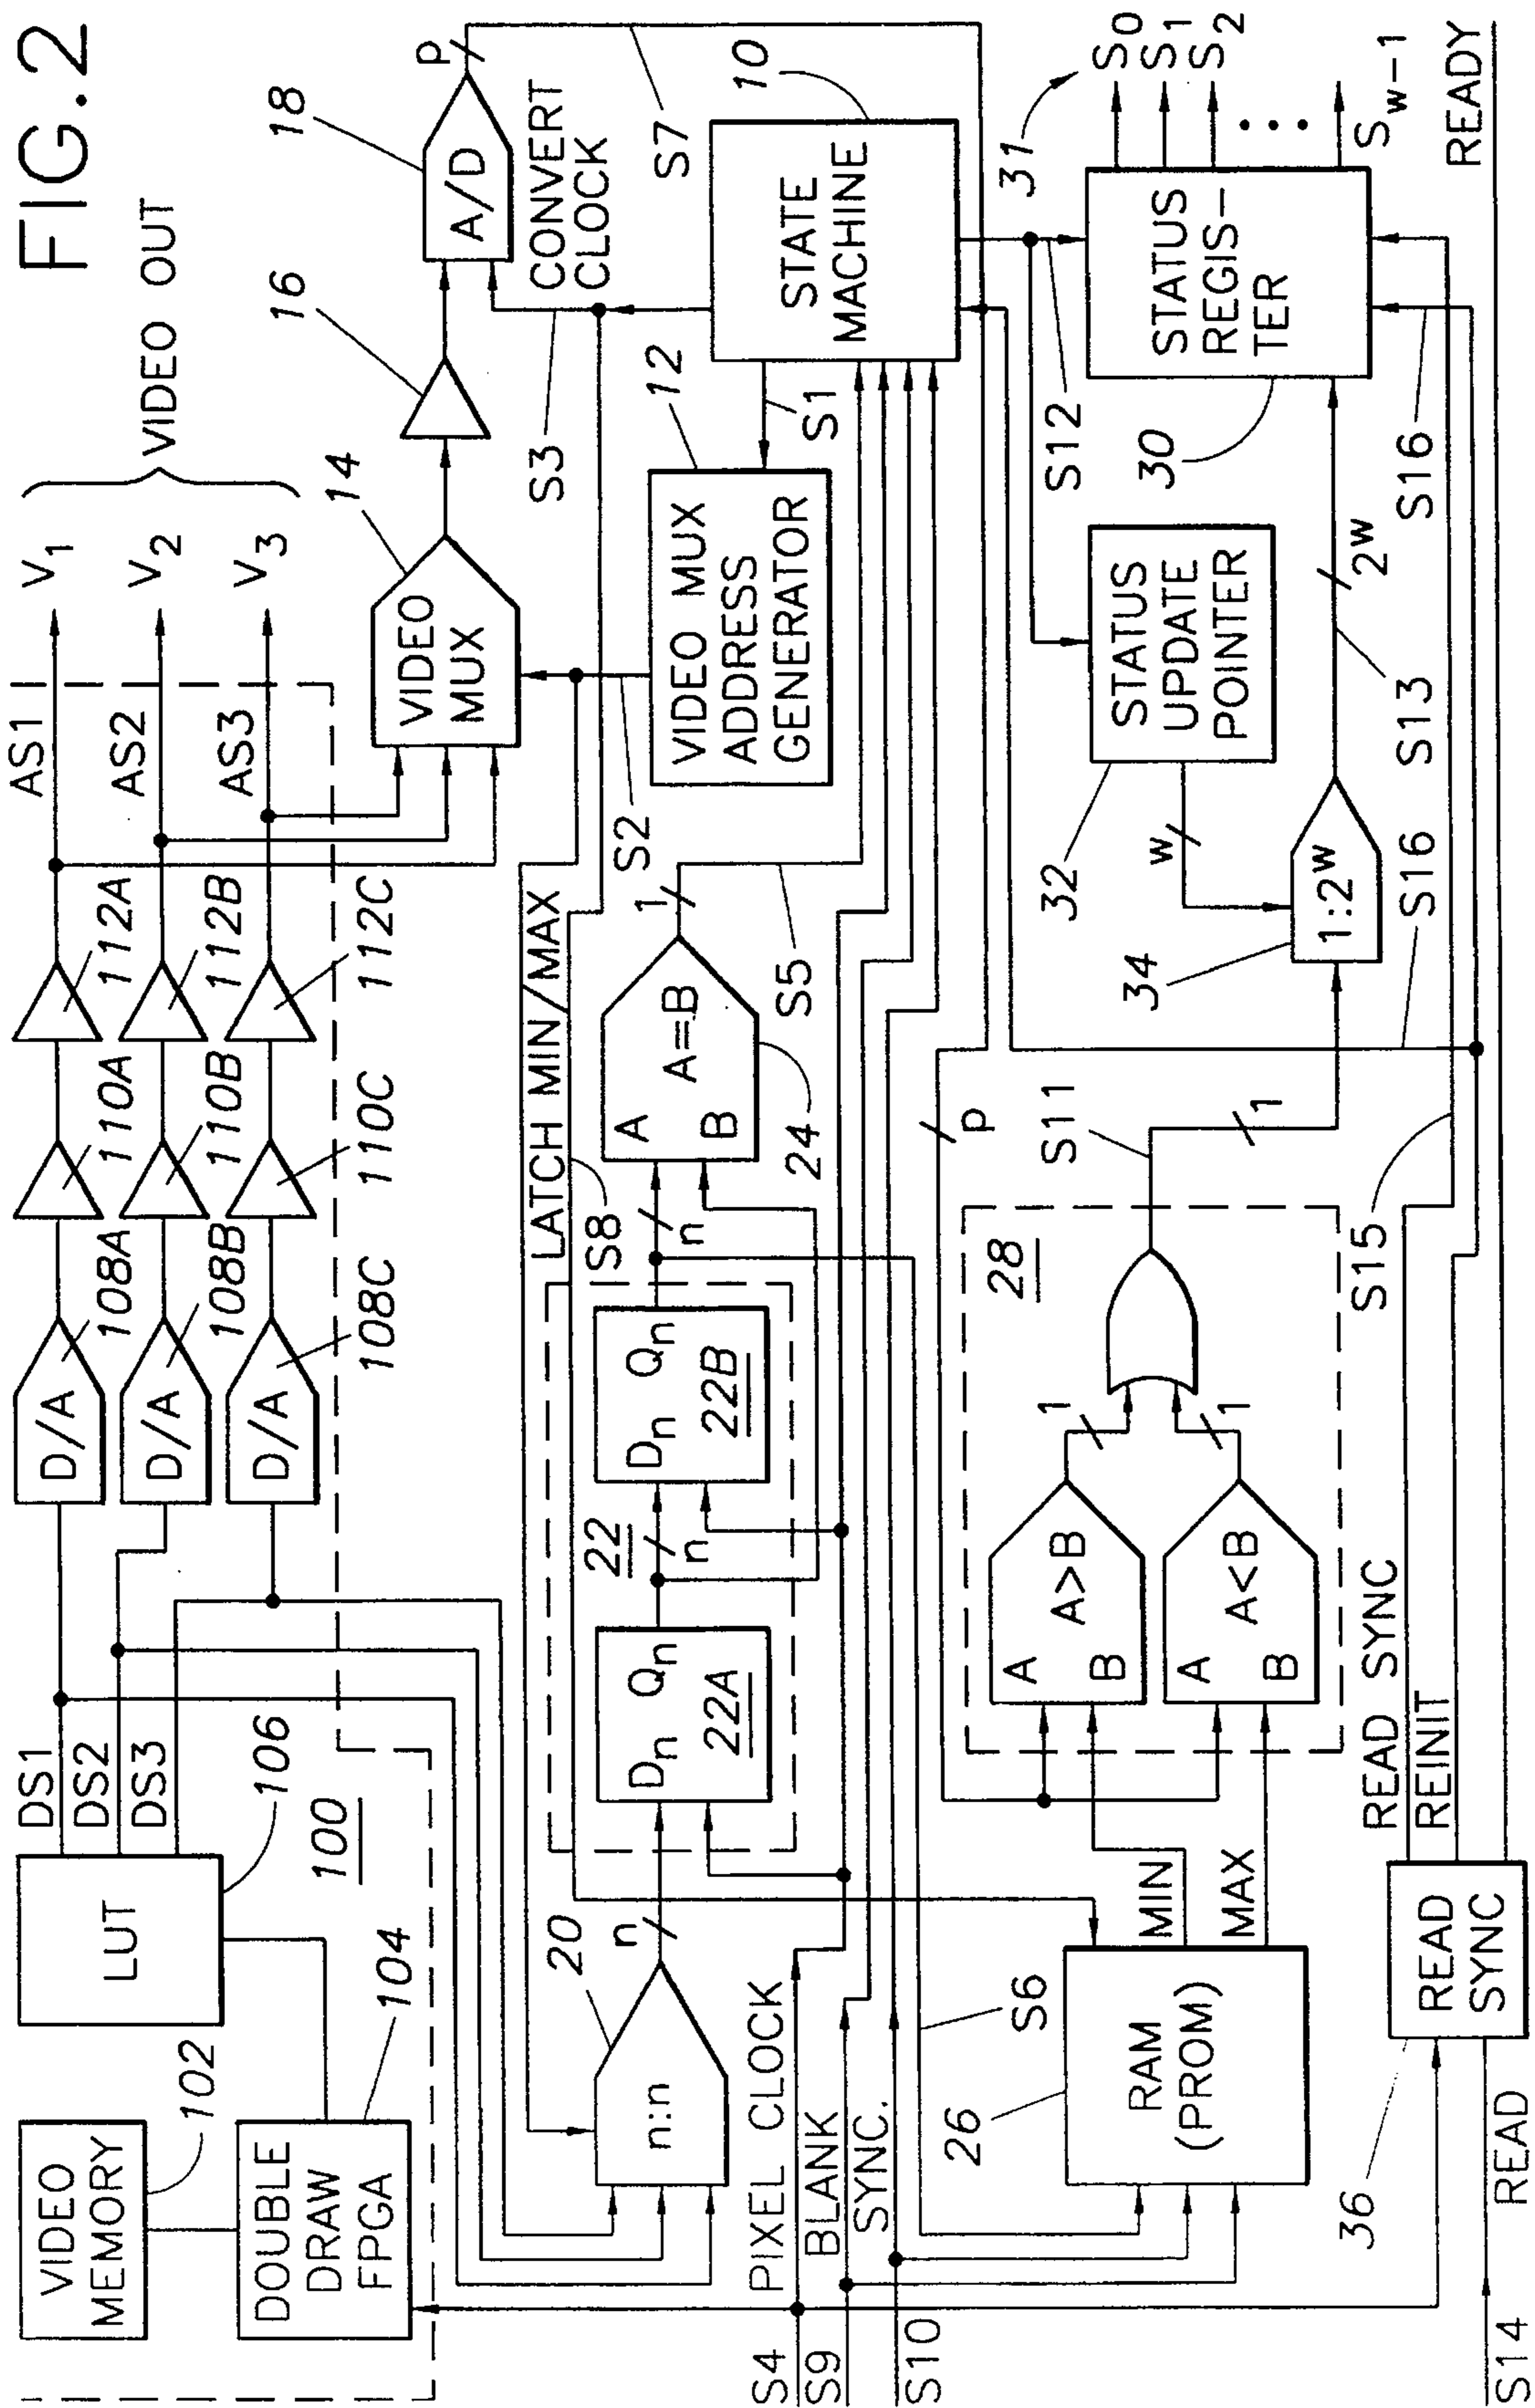 FIG.2
VIDEO MEMORY
102
DOUBLE DRAW FPGA
104
LUT
106
100
DS1
DS2
DS3
D/A
D/A
D/A
108A
108B
108C
110A
110B
110C
112A
112B
112C
AS1
AS2
AS3
V1
V2
V3
VIDEO OUT
VIDEO MUX
14
16
A/D
18
p
CONVERT CLOCK
S3
S7
LATCH MIN/MAX
S8
S2
VIDEO MUX ADDRESS GENERATOR
12
S1
STATE MACHINE
10
n:n
20
n
Dn Qn
22A
22
n
Dn Qn
22B
n
A
B
A=B
24
1
S5
PIXEL CLOCK
BLANK
SYNC.
S4
S9
S10
S6
RAM (PROM)
26
MIN
MAX
A
B
A>B
A
B
A<B
1
1
28
p
S11
1
1:2w
34
w
STATUS UPDATE POINTER
32
S13
2w
S12
STATUS REGIS-
TER
30
31
S0
S1
S2
Sw-1
READ SYNC
REINIT
S15
S16
S16
READ SYNC
36
READ
S14
READY